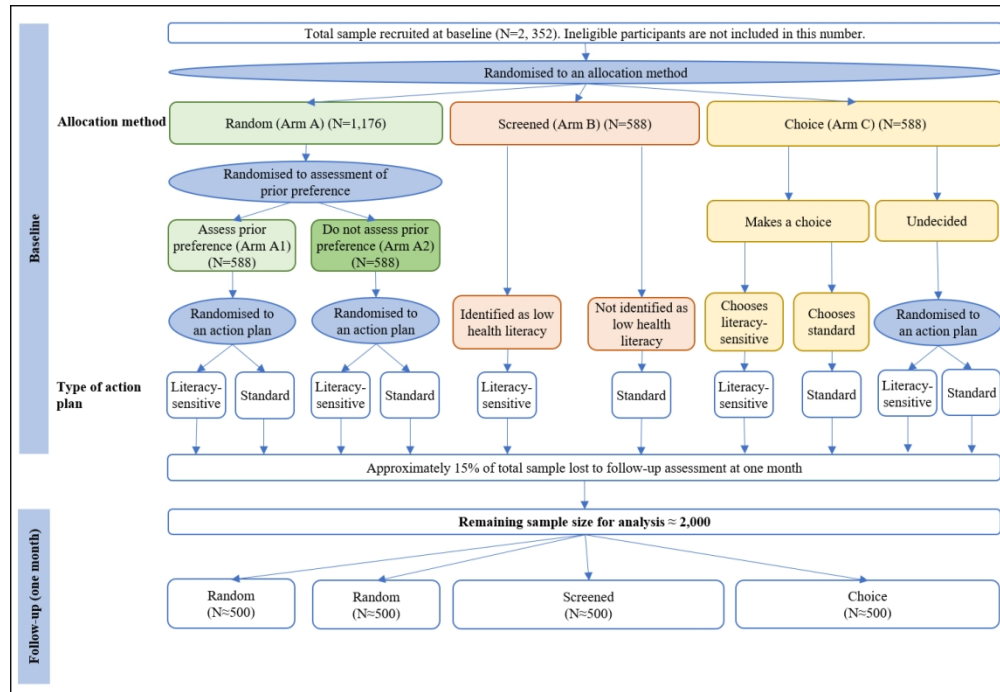 Total sample recruited at baseline (N=2, 352). Ineligible participants are not included in this number.
Randomised to an allocation method
Allocation method
Random (Arm A) (N=1,176)
Screened (Arm B) (N=588)
Choice (Arm C) (N=588)
Baseline
Randomised to assessment of
prior preference
Assess prior
preference (Arm A1)
(N=588)
Do not assess prior
preference (Arm A2)
(N=588)
Makes a choice
Undecided
Randomised to
an action plan
Randomised to
an action plan
Identified as low
health literacy
Not identified as
low health
literacy
Chooses
literacy-
sensitive
Chooses
standard
Randomised to
an action plan
Type of action
plan
Literacy-
sensitive
Standard
Literacy-
sensitive
Standard
Literacy-
sensitive
Standard
Literacy-
sensitive
Standard
Literacy-
sensitive
Standard
Approximately 15% of total sample lost to follow-up assessment at one month
Follow-up (one month)
Remaining sample size for analysis ≈ 2,000
Random
(N≈500)
Random
(N≈500)
Screened
(N≈500)
Choice
(N≈500)